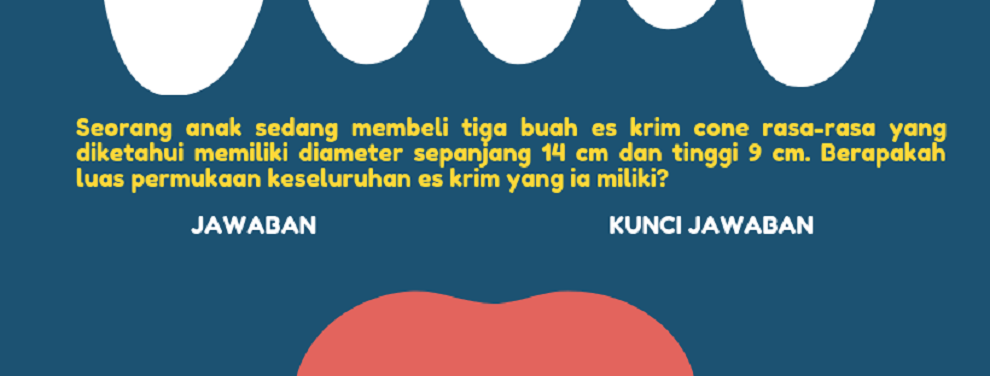 Seorang anak sedang membeli tiga buah es krim cone rasa-rasa yang
diketahui memiliki diameter sepanjang 14 cm dan tinggi 9 cm. Berapakah
luas permukaan keseluruhan es krim yang ia miliki?
JAWABAN
KUNCI JAWABAN